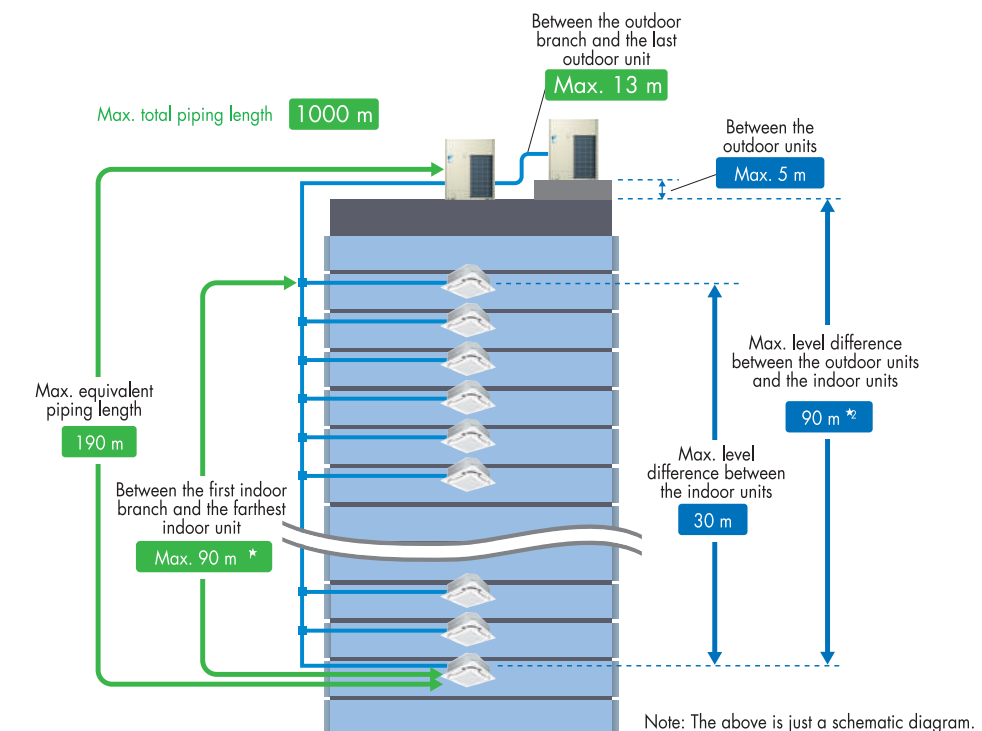 Between the outdoor
branch and the last
outdoor unit
Max. 13 m
Max. total piping length 1000 m
Between the
outdoor units
Max. 5 m
Max. level difference
between the outdoor units
and the indoor units
90 m ★2
Max. equivalent
piping length
190 m
Max. level
difference between
the indoor units
30 m
Between the first indoor
branch and the farthest
indoor unit
Max. 90 m ★
Note: The above is just a schematic diagram.